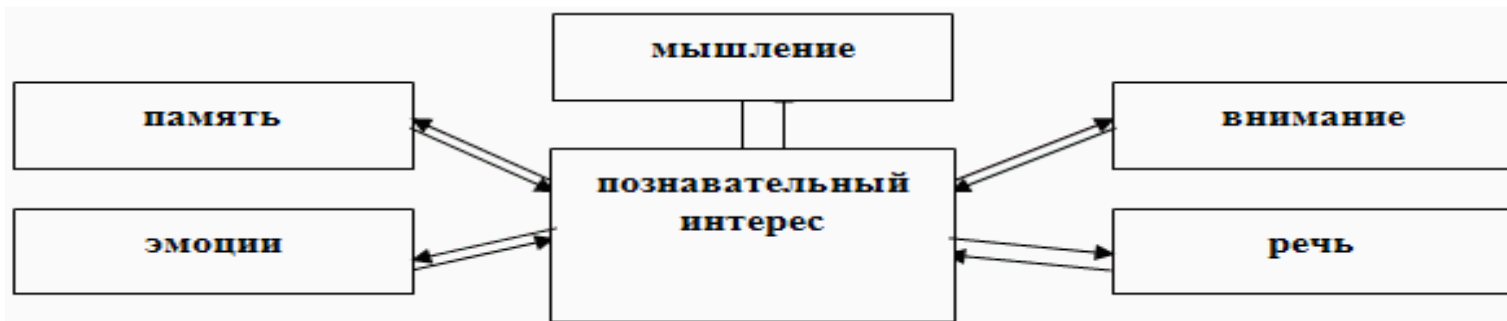 мышление
память
внимание
познавательный
интерес
эмоции
речь